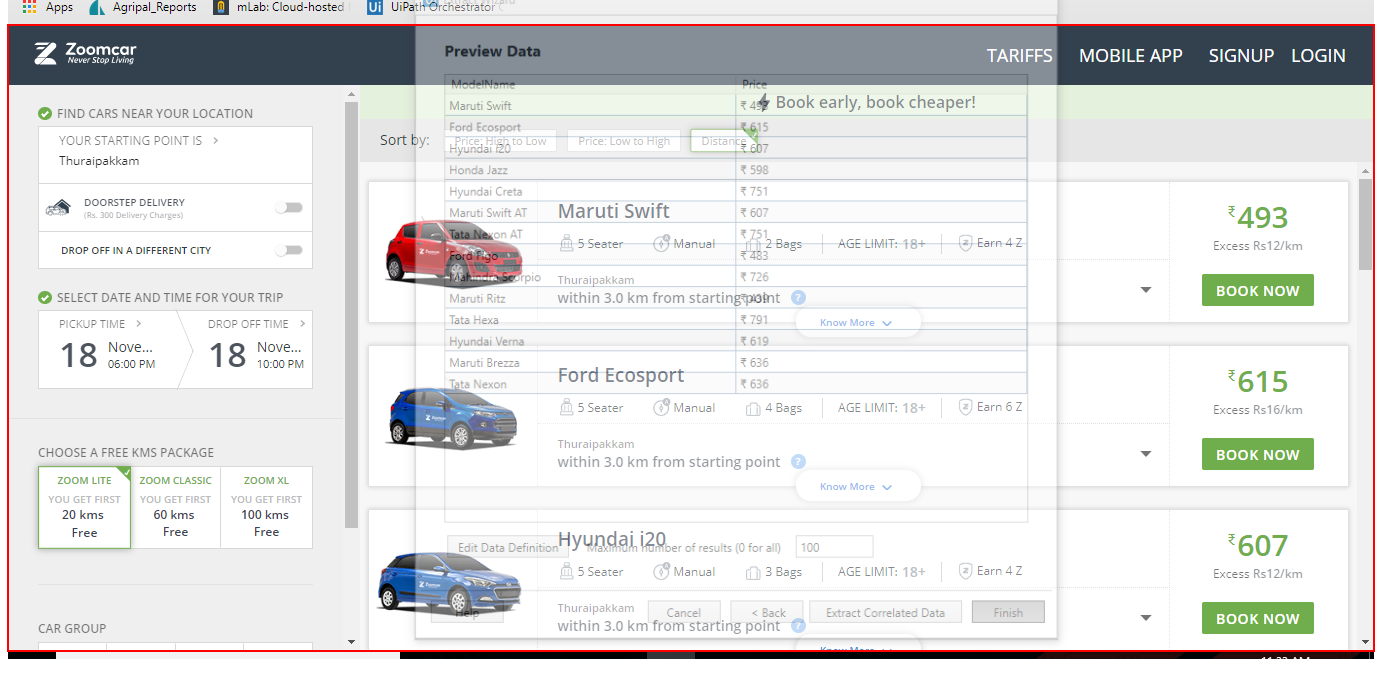 Apps Agripal_Reports mLab: Cloud-hosted UiPath Orchestrator
Extract Wizard
Zoomcar
Never Stop Living
TARIFFS MOBILE APP SIGNUP LOGIN
Preview Data
ModelName Price
Maruti Swift ₹ 493
Ford Ecosport ₹ 615
Hyundai i20 ₹ 607
Honda Jazz ₹ 598
Hyundai Creta ₹ 751
Maruti Swift AT ₹ 607
Tata Nexon AT ₹ 751
Ford Figo ₹ 483
Mahindra Scorpio ₹ 726
Maruti Ritz
Tata Hexa ₹ 791
Hyundai Verna ₹ 619
Maruti Brezza ₹ 636
Tata Nexon ₹ 636
Edit Data Definition Maximum number of results (0 for all) 100
Help Cancel < Back Extract Correlated Data Finish
Book early, book cheaper!
FIND CARS NEAR YOUR LOCATION
YOUR STARTING POINT IS >
Thuraipakkam
DOORSTEP DELIVERY
(Rs. 300 Delivery Charges)
DROP OFF IN A DIFFERENT CITY
SELECT DATE AND TIME FOR YOUR TRIP
PICKUP TIME > DROP OFF TIME >
18 Nove... 18 Nove...
06:00 PM 10:00 PM
CHOOSE A FREE KMS PACKAGE
ZOOM LITE ZOOM CLASSIC ZOOM XL
YOU GET FIRST YOU GET FIRST YOU GET FIRST
20 kms 60 kms 100 kms
Free Free Free
CAR GROUP
Sort by: Price: High to Low Price: Low to High Distance
Maruti Swift ₹493
5 Seater Manual 2 Bags AGE LIMIT: 18+ Earn 4 Z Excess Rs12/km
Thuraipakkam
within 3.0 km from starting point ? BOOK NOW
Know More
Ford Ecosport ₹615
5 Seater Manual 4 Bags AGE LIMIT: 18+ Earn 6 Z Excess Rs16/km
Thuraipakkam
within 3.0 km from starting point ? BOOK NOW
Know More
Hyundai i20 ₹607
5 Seater Manual 3 Bags AGE LIMIT: 18+ Earn 4 Z Excess Rs12/km
Thuraipakkam
within 3.0 km from starting point ? BOOK NOW
Know More